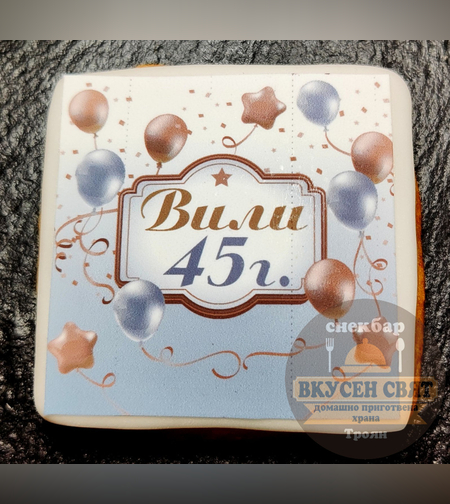 Вили
45г.
снекбар
ВКУСЕН СВЯТ
домашно приготвена
храна
Троян